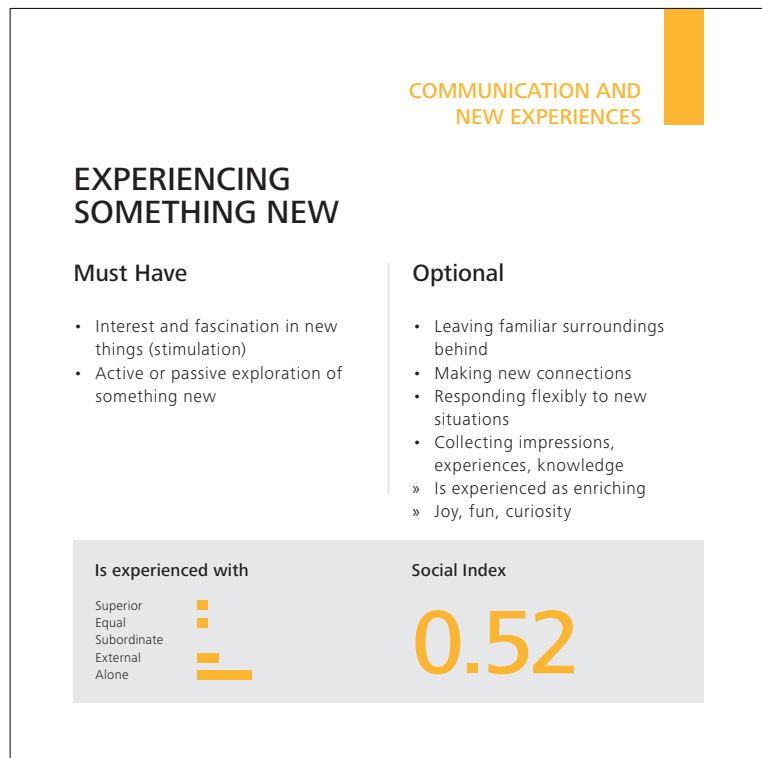 COMMUNICATION AND
NEW EXPERIENCES
EXPERIENCING
SOMETHING NEW
Must Have
• Interest and fascination in new
things (stimulation)
• Active or passive exploration of
something new
Optional
• Leaving familiar surroundings
behind
• Making new connections
• Responding flexibly to new
situations
• Collecting impressions,
experiences, knowledge
» Is experienced as enriching
» Joy, fun, curiosity
Is experienced with
Superior
Equal
Subordinate
External
Alone
Social Index
0.52